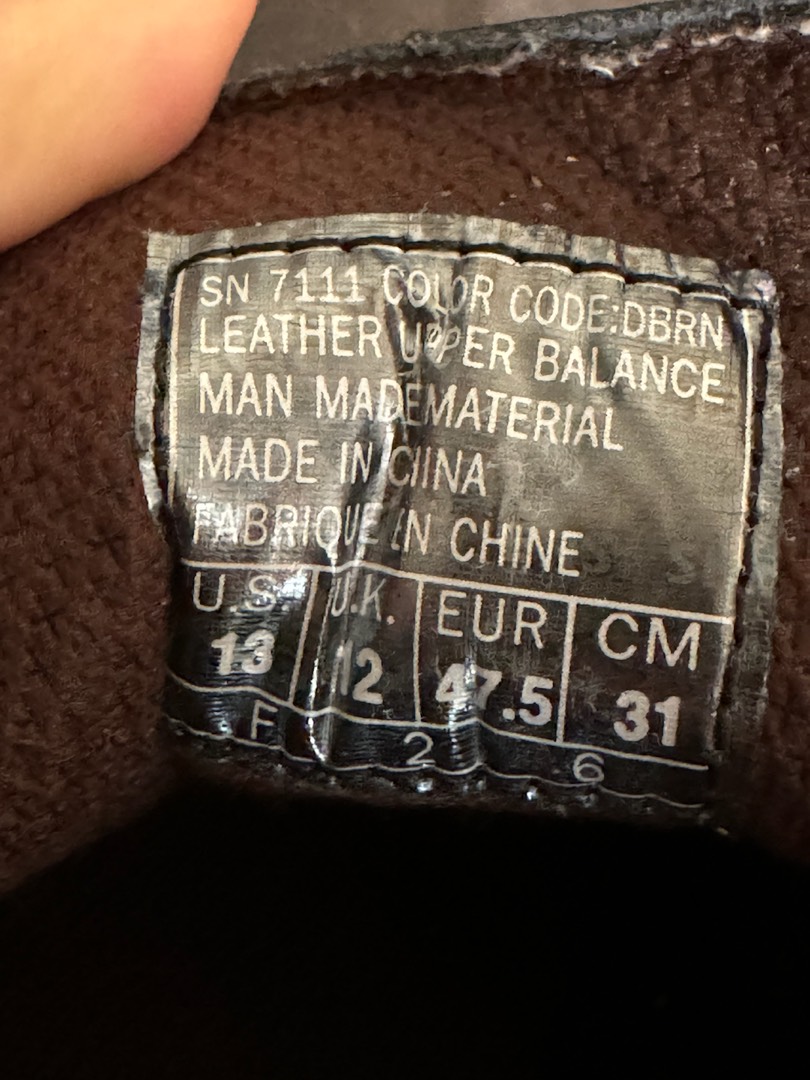 SN 7111 COLOR CODE:DBRN
LEATHER UPPER BALANCE
MAN MADEMATERIAL
MADE IN CHINA
FABRIQUE EN CHINE
U.S. U.K. EUR CM
13 12 47.5 31
F 2 6